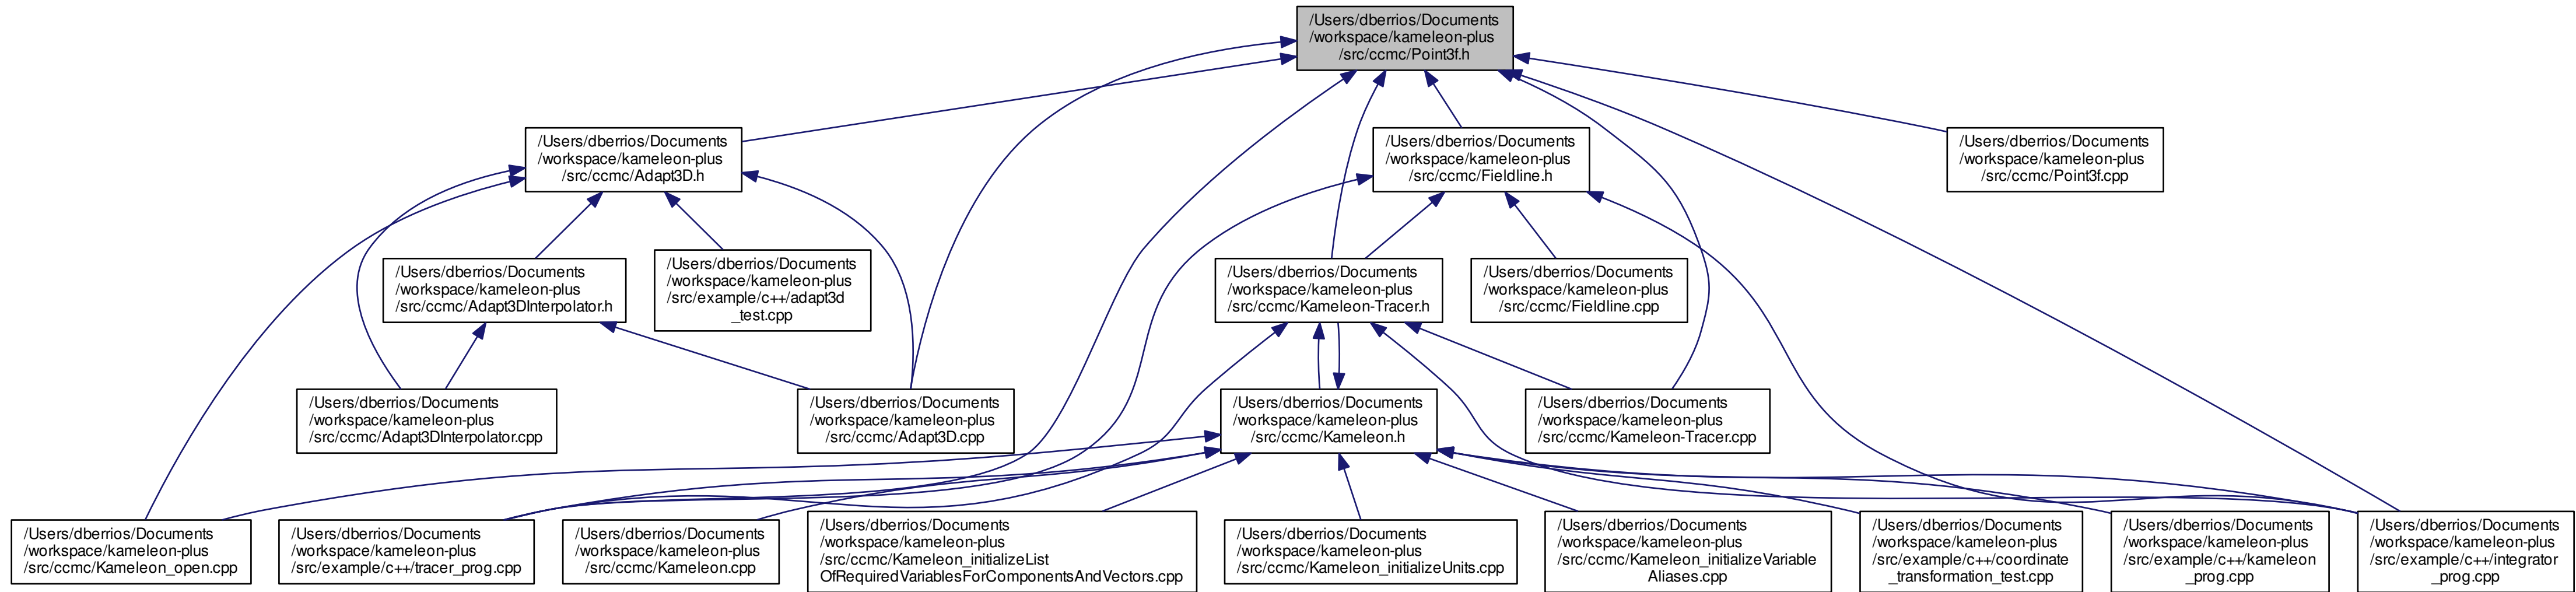 /Users/dberrios/Documents
/workspace/kameleon-plus
/src/ccmc/Point3f.h
/Users/dberrios/Documents
/workspace/kameleon-plus
/src/ccmc/Adapt3D.h
/Users/dberrios/Documents
/workspace/kameleon-plus
/src/ccmc/Fieldline.h
/Users/dberrios/Documents
/workspace/kameleon-plus
/src/ccmc/Point3f.cpp
/Users/dberrios/Documents
/workspace/kameleon-plus
/src/ccmc/Adapt3DInterpolator.h
/Users/dberrios/Documents
/workspace/kameleon-plus
/src/example/c++/adapt3d
_test.cpp
/Users/dberrios/Documents
/workspace/kameleon-plus
/src/ccmc/Kameleon-Tracer.h
/Users/dberrios/Documents
/workspace/kameleon-plus
/src/ccmc/Fieldline.cpp
/Users/dberrios/Documents
/workspace/kameleon-plus
/src/ccmc/Adapt3DInterpolator.cpp
/Users/dberrios/Documents
/workspace/kameleon-plus
/src/ccmc/Adapt3D.cpp
/Users/dberrios/Documents
/workspace/kameleon-plus
/src/ccmc/Kameleon.h
/Users/dberrios/Documents
/workspace/kameleon-plus
/src/ccmc/Kameleon-Tracer.cpp
/Users/dberrios/Documents
/workspace/kameleon-plus
/src/ccmc/Kameleon_open.cpp
/Users/dberrios/Documents
/workspace/kameleon-plus
/src/example/c++/tracer_prog.cpp
/Users/dberrios/Documents
/workspace/kameleon-plus
/src/ccmc/Kameleon.cpp
/Users/dberrios/Documents
/workspace/kameleon-plus
/src/ccmc/Kameleon_initializeList
OfRequiredVariablesForComponentsAndVectors.cpp
/Users/dberrios/Documents
/workspace/kameleon-plus
/src/ccmc/Kameleon_initializeUnits.cpp
/Users/dberrios/Documents
/workspace/kameleon-plus
/src/ccmc/Kameleon_initializeVariable
Aliases.cpp
/Users/dberrios/Documents
/workspace/kameleon-plus
/src/example/c++/coordinate
_transformation_test.cpp
/Users/dberrios/Documents
/workspace/kameleon-plus
/src/example/c++/kameleon
_prog.cpp
/Users/dberrios/Documents
/workspace/kameleon-plus
/src/example/c++/integrator
_prog.cpp